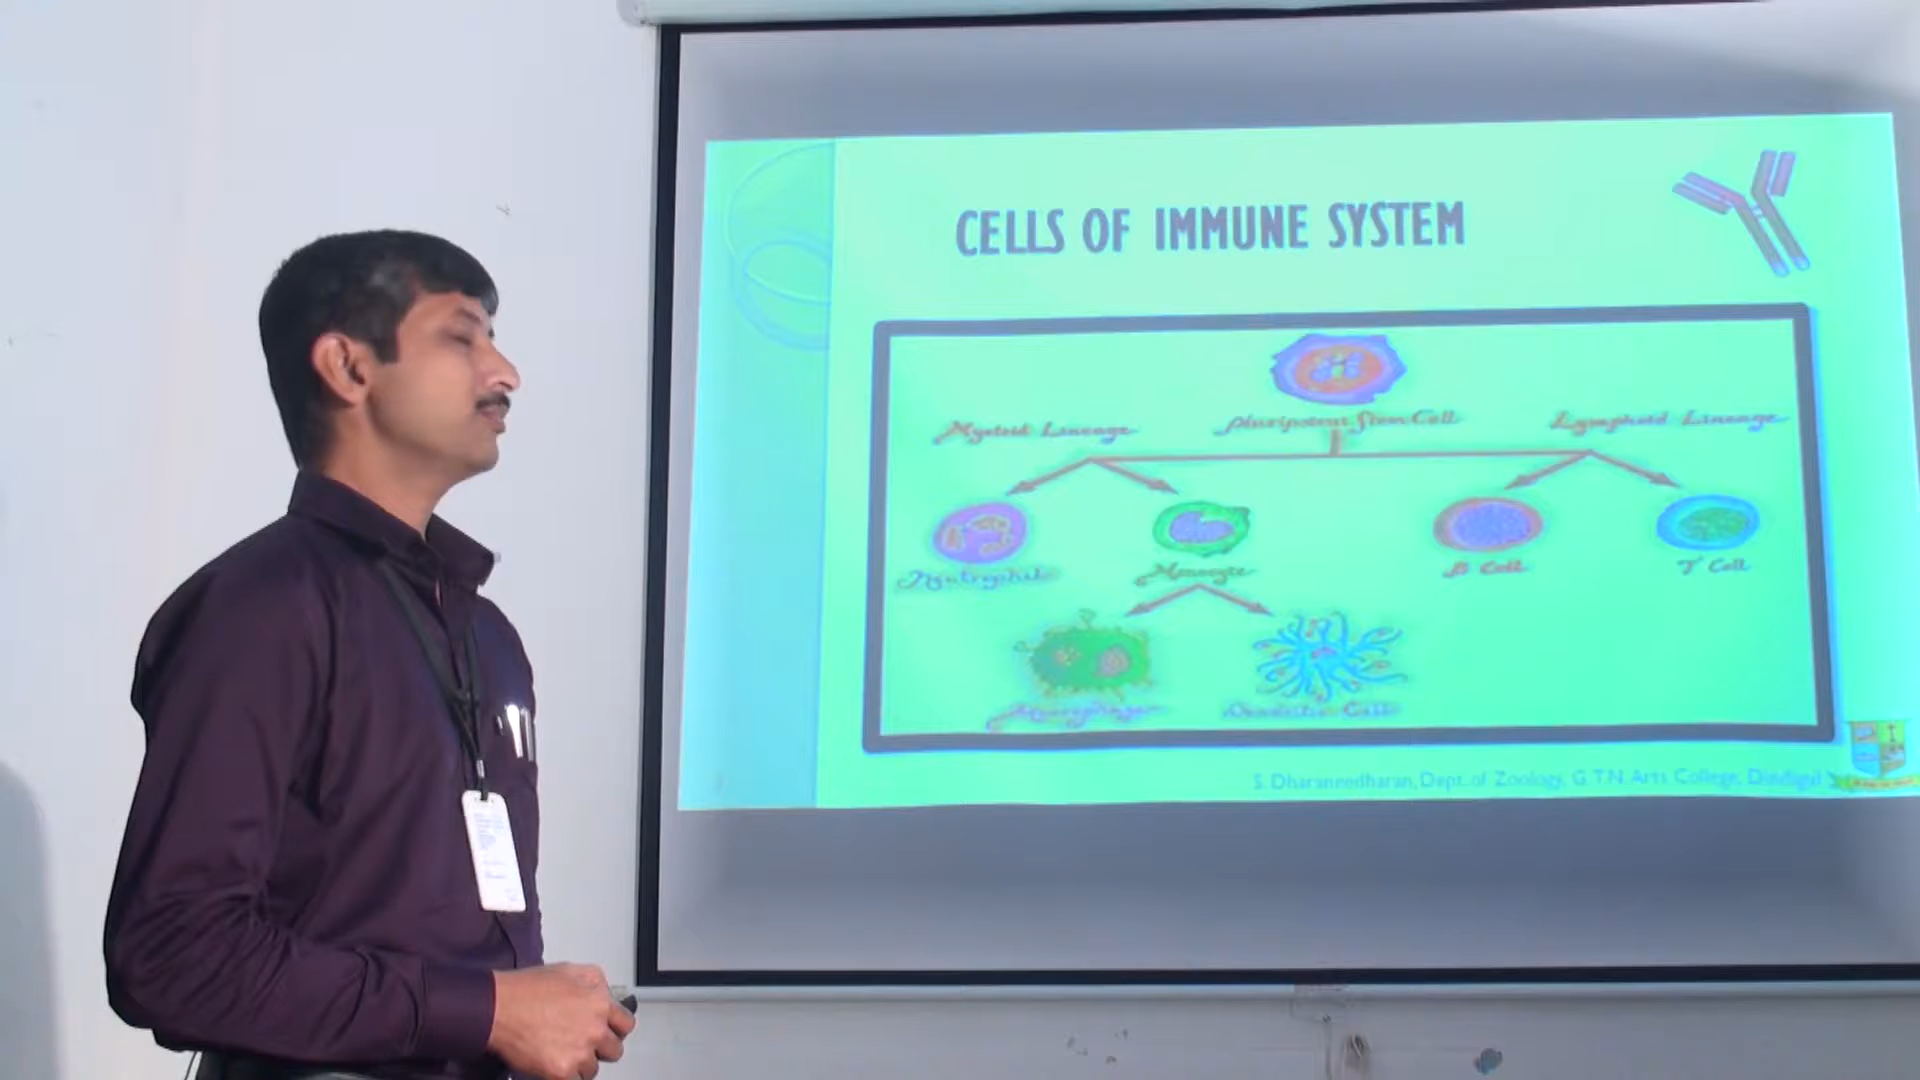 CELLS OF IMMUNE SYSTEM
Myeloid Lineage
Pluripotent Stem Cell
Lymphoid Lineage
Neutrophil
Monocyte
B Cell
T Cell
Macrophage
Dendritic Cell
S. Dharaneedharan, Dept. of Zoology, G.T.N. Arts College, Dindigul